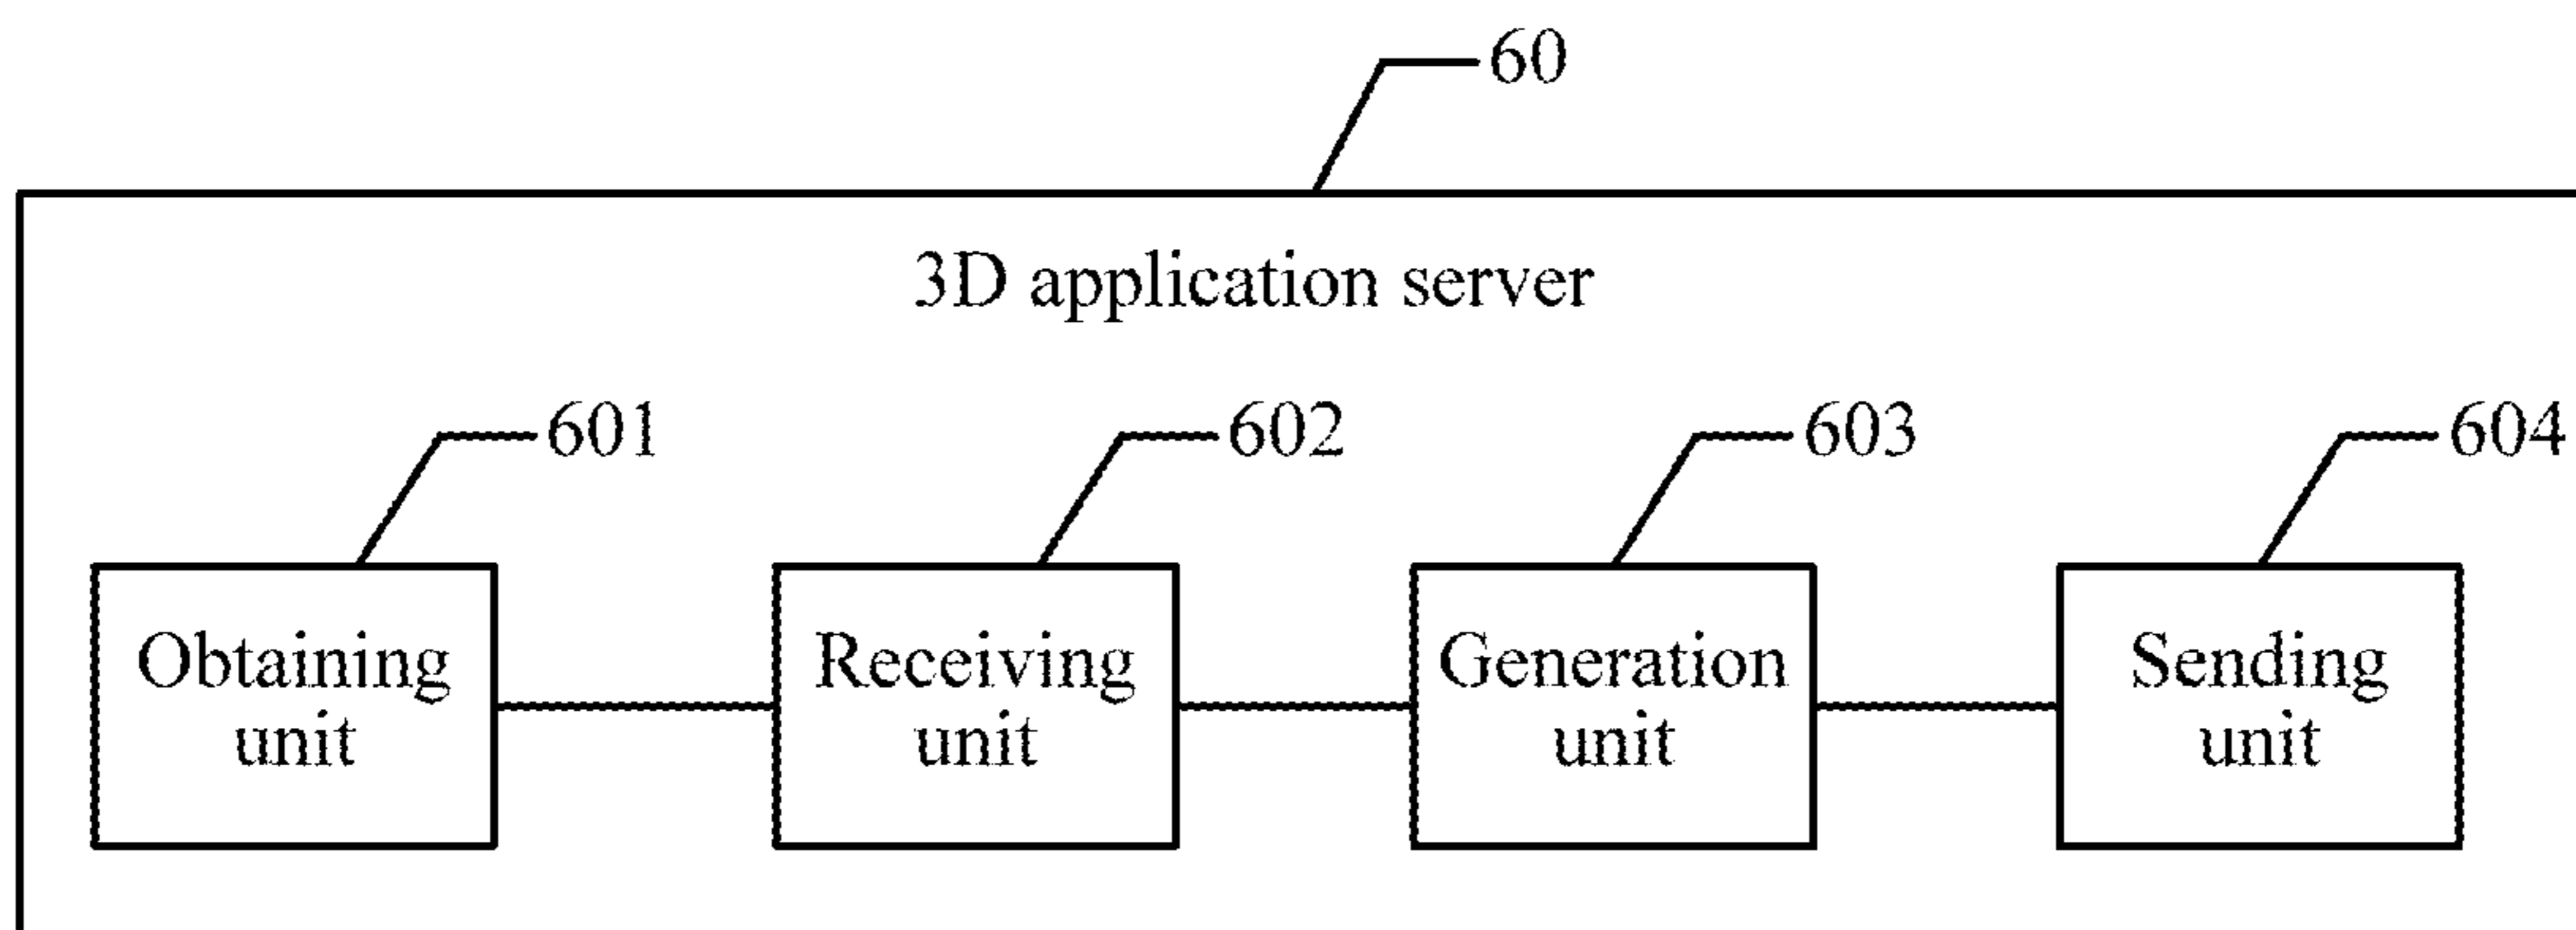 60
3D application server
601
602
603
604
Obtaining
unit
Receiving
unit
Generation
unit
Sending
unit